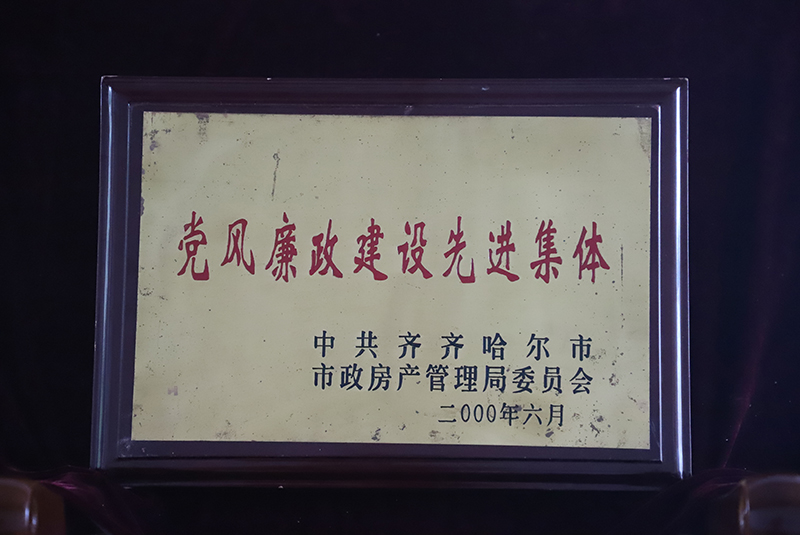 党风廉政建设先进集体
中共齐齐哈尔市
市政房产管理局委员会
二000年六月